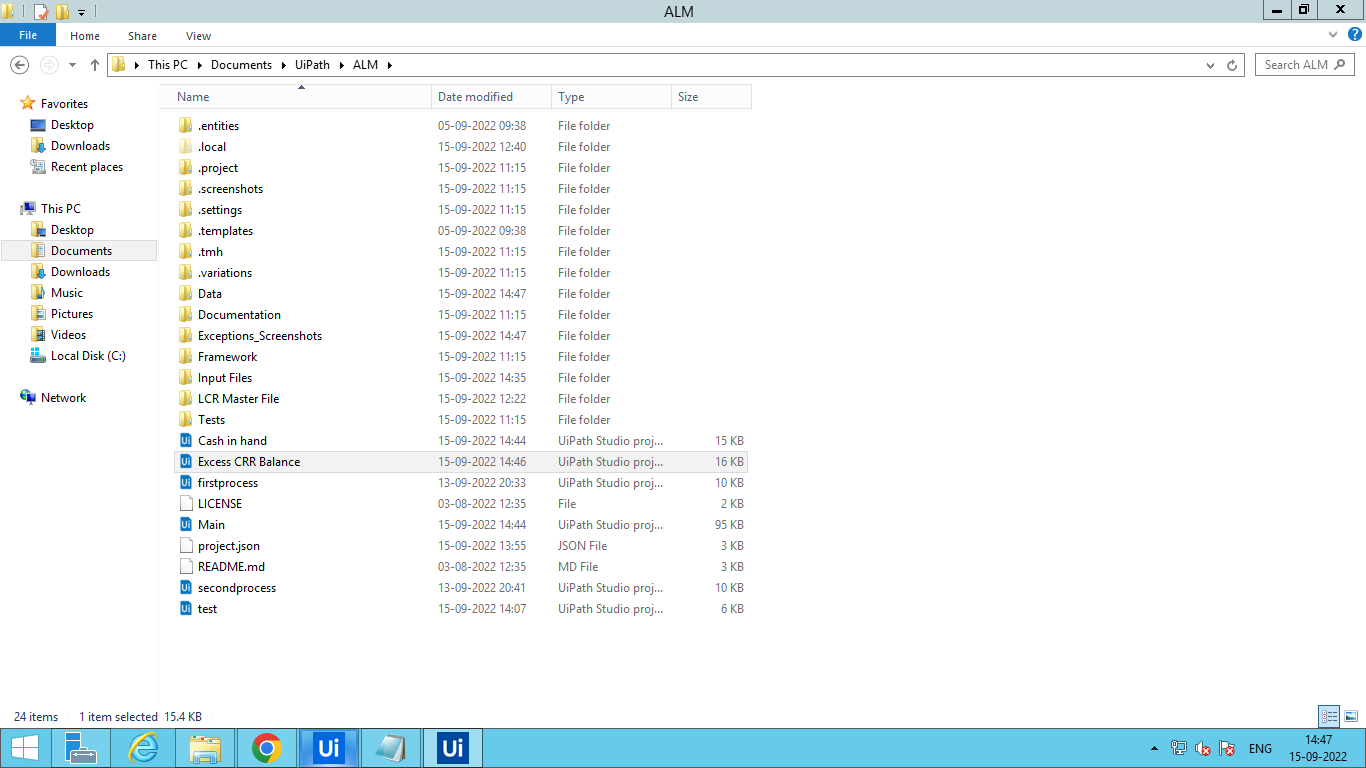 ALM
File Home Share View
This PC Documents UiPath ALM
Search ALM
Name Date modified Type Size
Favorites
Desktop
Downloads
Recent places
This PC
Desktop
Documents
Downloads
Music
Pictures
Videos
Local Disk (C:)
Network
.entities 05-09-2022 09:38 File folder
.local 15-09-2022 12:40 File folder
.project 15-09-2022 11:15 File folder
.screenshots 15-09-2022 11:15 File folder
.settings 15-09-2022 11:15 File folder
.templates 05-09-2022 09:38 File folder
.tmh 15-09-2022 11:15 File folder
.variations 15-09-2022 11:15 File folder
Data 15-09-2022 14:47 File folder
Documentation 15-09-2022 11:15 File folder
Exceptions_Screenshots 15-09-2022 14:47 File folder
Framework 15-09-2022 11:15 File folder
Input Files 15-09-2022 14:35 File folder
LCR Master File 15-09-2022 12:22 File folder
Tests 15-09-2022 11:15 File folder
Ui Cash in hand 15-09-2022 14:44 UiPath Studio proj... 15 KB
Ui Excess CRR Balance 15-09-2022 14:46 UiPath Studio proj... 16 KB
Ui firstprocess 13-09-2022 20:33 UiPath Studio proj... 10 KB
LICENSE 03-08-2022 12:35 File 2 KB
Ui Main 15-09-2022 14:44 UiPath Studio proj... 95 KB
project.json 15-09-2022 13:55 JSON File 3 KB
README.md 03-08-2022 12:35 MD File 3 KB
Ui secondprocess 13-09-2022 20:41 UiPath Studio proj... 10 KB
Ui test 15-09-2022 14:07 UiPath Studio proj... 6 KB
24 items 1 item selected 15.4 KB
Ui Ui ENG 14:47
15-09-2022